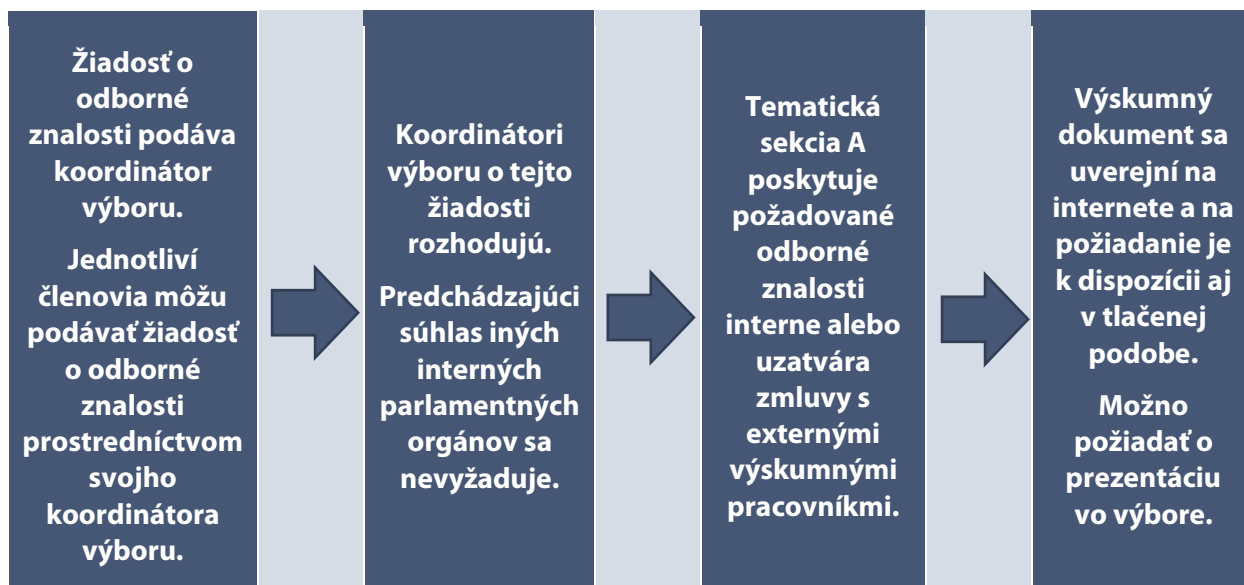 Žiadosť o
odborné
znalosti podáva
koordinátor
výboru.
Jednotliví
členovia môžu
podávať žiadosť
o odborné
znalosti
prostredníctvom
svojho
koordinátora
výboru.
Koordinátori
výboru o tejto
žiadosti
rozhodujú.
Predchádzajúci
súhlas iných
interných
parlamentných
orgánov sa
nevyžaduje.
Tematická
sekcia A
poskytuje
požadované
odborné
znalosti
interne alebo
uzatvára
zmluvy s
externými
výskumnými
pracovníkmi.
Výskumný
dokument sa
uverejní na
internete a na
požiadanie je
k dispozícii aj
v tlačenej
podobe.
Možno
požiadať o
prezentáciu
vo výbore.